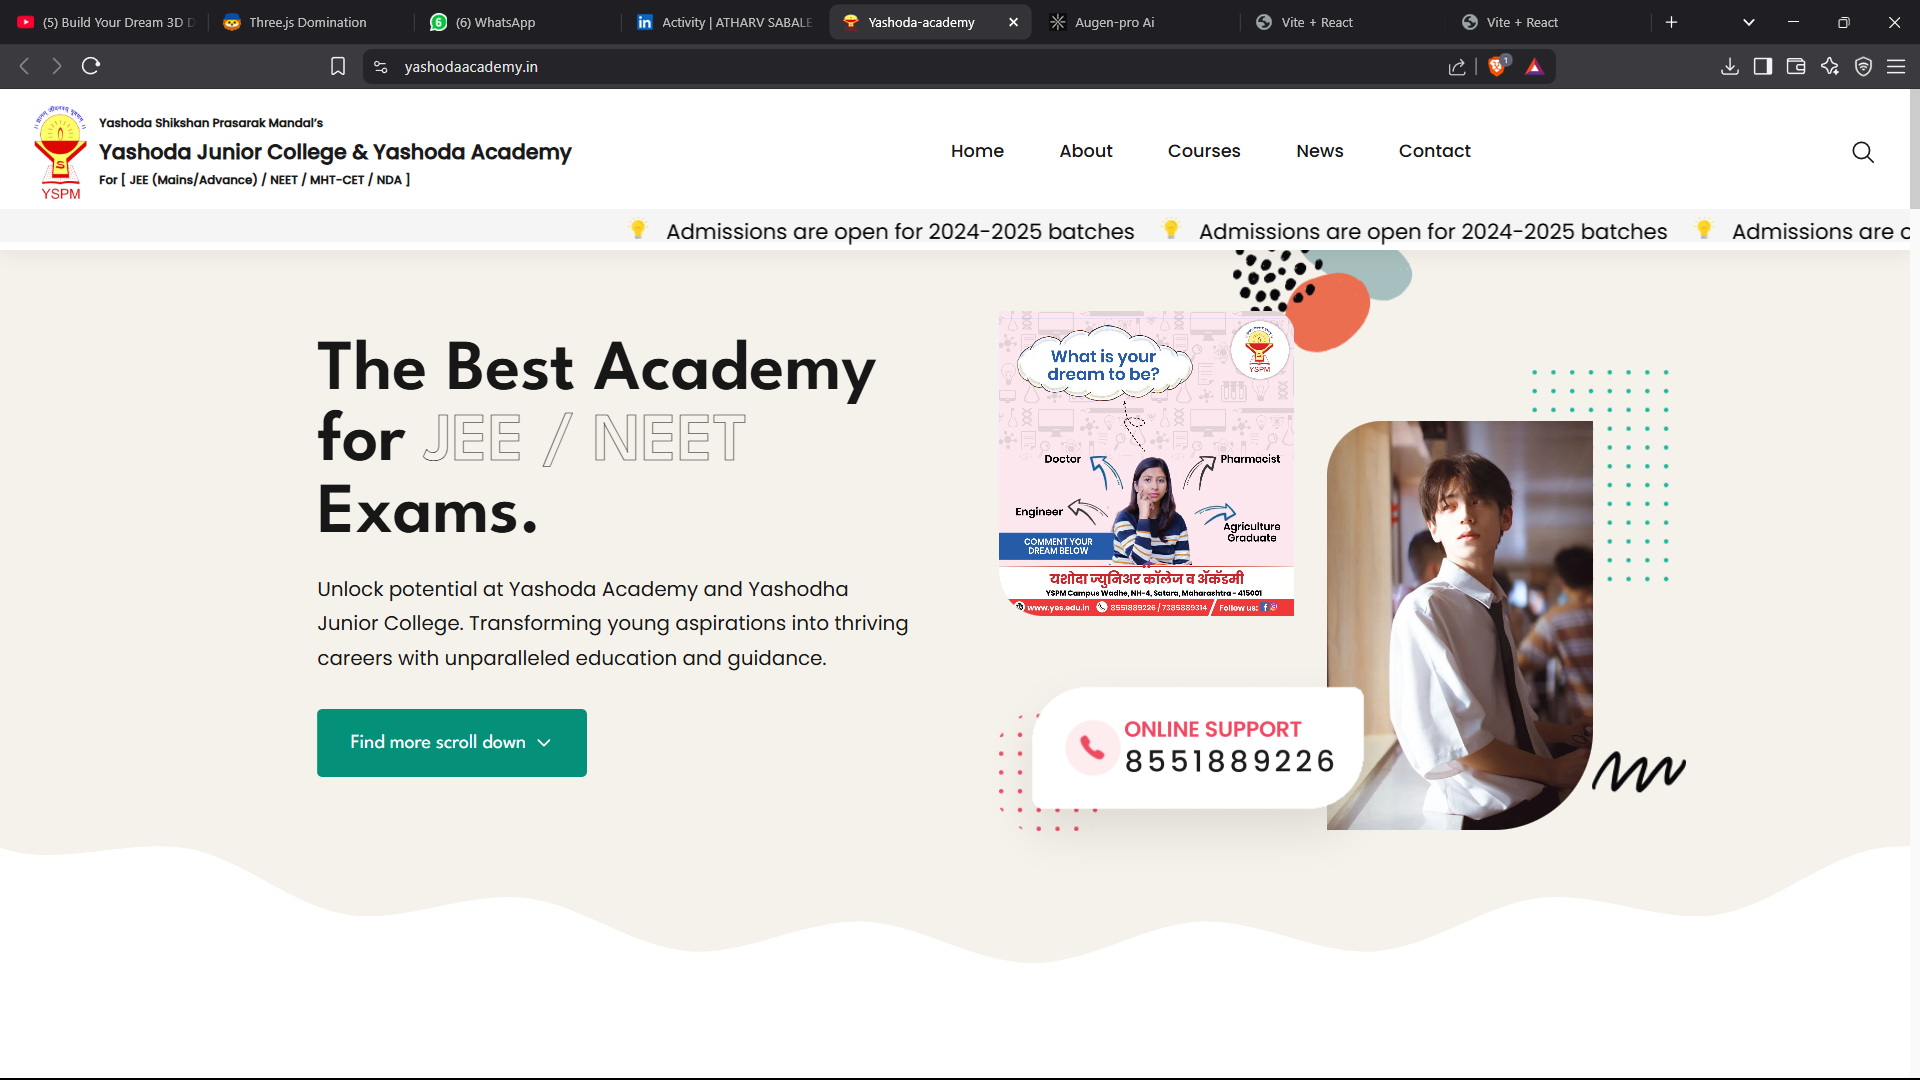 (5) Build Your Dream 3D D
Three.js Domination
(6) WhatsApp
Activity | ATHARV SABALE
Yashoda-academy
Augen-pro Ai
Vite + React
Vite + React
yashodaacademy.in
1
Yashoda Shikshan Prasarak Mandal's
Yashoda Junior College & Yashoda Academy
For [ JEE (Mains/Advance) / NEET / MHT-CET / NDA ]
YSPM
Home
About
Courses
News
Contact
Admissions are open for 2024-2025 batches
Admissions are open for 2024-2025 batches
Admissions are o
The Best Academy
for JEE / NEET
Exams.
Unlock potential at Yashoda Academy and Yashodha
Junior College. Transforming young aspirations into thriving
careers with unparalleled education and guidance.
Find more scroll down
What is your
dream to be?
YSPM
Doctor
Pharmacist
Engineer
Agriculture
Graduate
COMMENT YOUR
DREAM BELOW
यशोदा ज्युनिअर कॉलेज व ॲकॅडमी
YSPM Campus Wadhe, NH-4, Satara, Maharashtra - 415001
www.yes.edu.in
8551889226 / 7385889314
Follow us:
ONLINE SUPPORT
8551889226